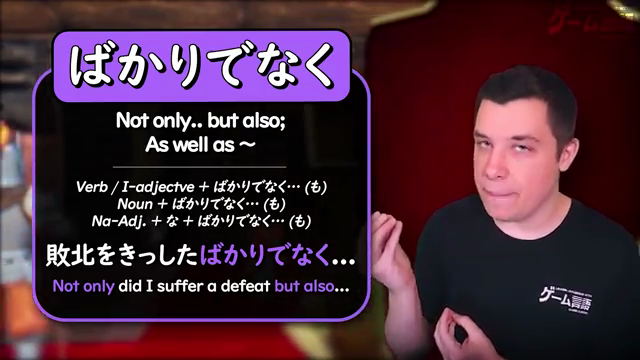 ばかりでなく
Not only.. but also;
As well as ～
Verb / I-adjectve + ばかりでなく… (も)
Noun + ばかりでなく… (も)
Na-Adj. + な + ばかりでなく… (も)
敗北をきっしたばかりでなく...
Not only did I suffer a defeat but also...
ゲーム言語